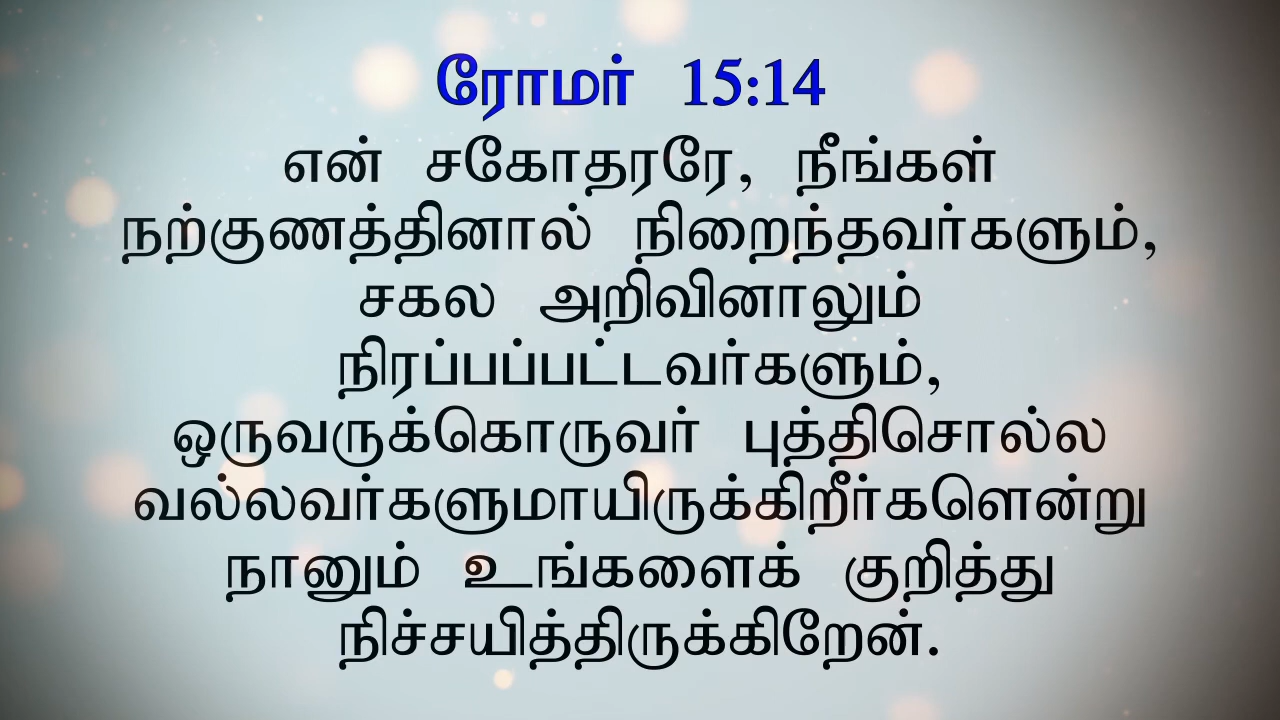 ரோமர் 15:14
என் சகோதரரே, நீங்கள்
நற்குணத்தினால் நிறைந்தவர்களும்,
சகல அறிவினாலும்
நிரப்பப்பட்டவர்களும்,
ஒருவருக்கொருவர் புத்திசொல்ல
வல்லவர்களுமாயிருக்கிறீர்களென்று
நானும் உங்களைக் குறித்து
நிச்சயித்திருக்கிறேன்.